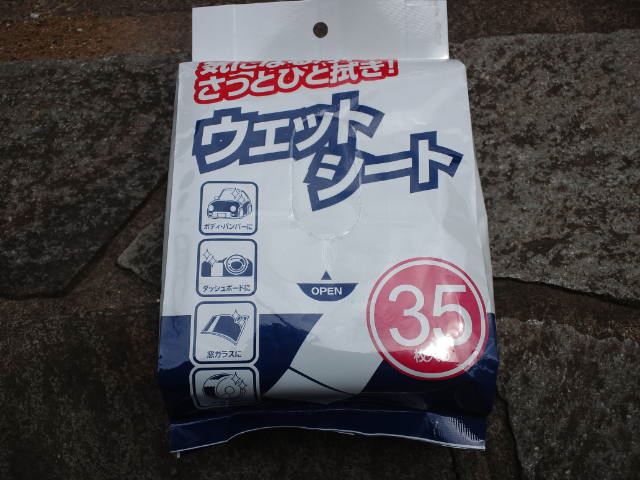 さっとひと拭き!
ウェット
シート
ボディ・バンパーに
ダッシュボードに
OPEN
窓ガラスに
35